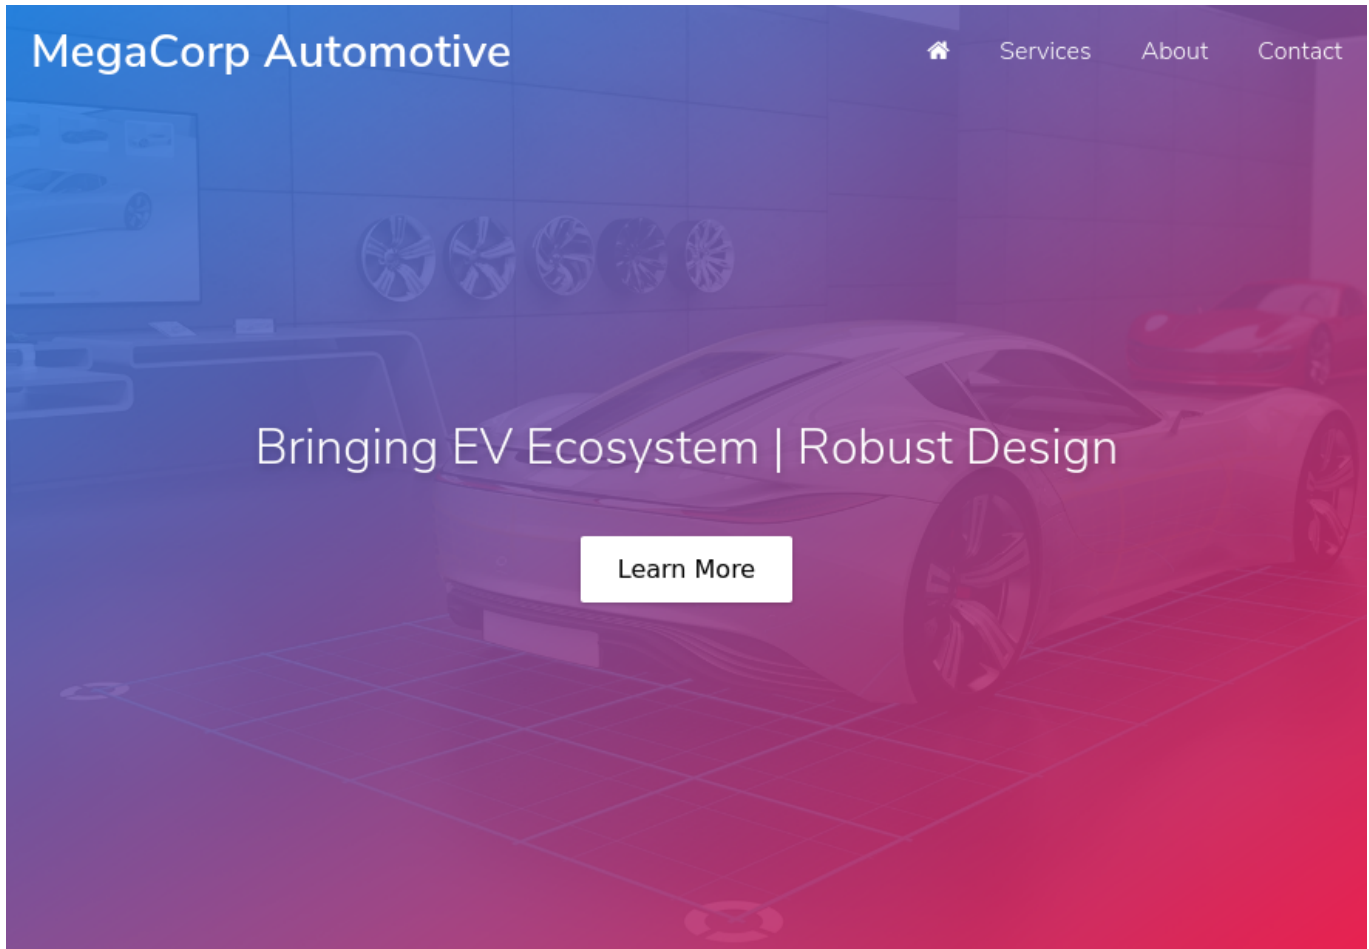 MegaCorp Automotive
Services About Contact
Bringing EV Ecosystem | Robust Design
Learn More